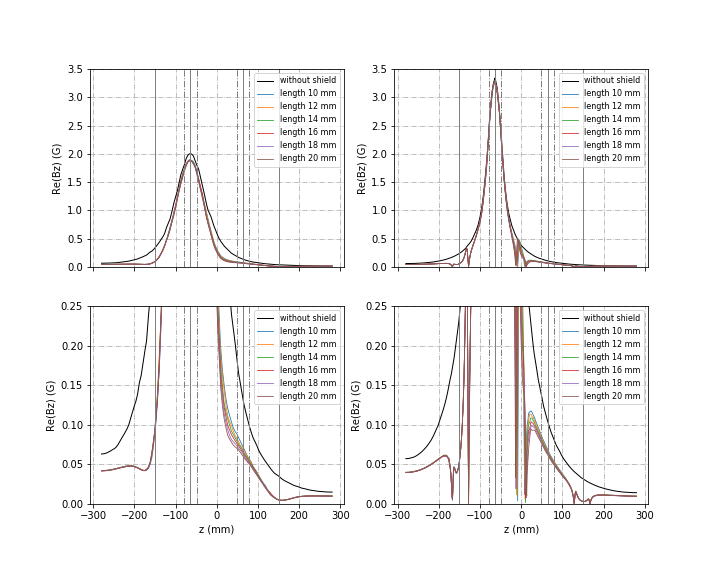 3.5
3.0
2.5
2.0
1.5
1.0
0.5
0.0
Re(Bz) (G)
without shield
length 10 mm
length 12 mm
length 14 mm
length 16 mm
length 18 mm
length 20 mm
3.5
3.0
2.5
2.0
1.5
1.0
0.5
0.0
Re(Bz) (G)
without shield
length 10 mm
length 12 mm
length 14 mm
length 16 mm
length 18 mm
length 20 mm
0.25
0.20
0.15
0.10
0.05
0.00
Re(Bz) (G)
without shield
length 10 mm
length 12 mm
length 14 mm
length 16 mm
length 18 mm
length 20 mm
−300 −200 −100 0 100 200 300
z (mm)
0.25
0.20
0.15
0.10
0.05
0.00
Re(Bz) (G)
without shield
length 10 mm
length 12 mm
length 14 mm
length 16 mm
length 18 mm
length 20 mm
−300 −200 −100 0 100 200 300
z (mm)